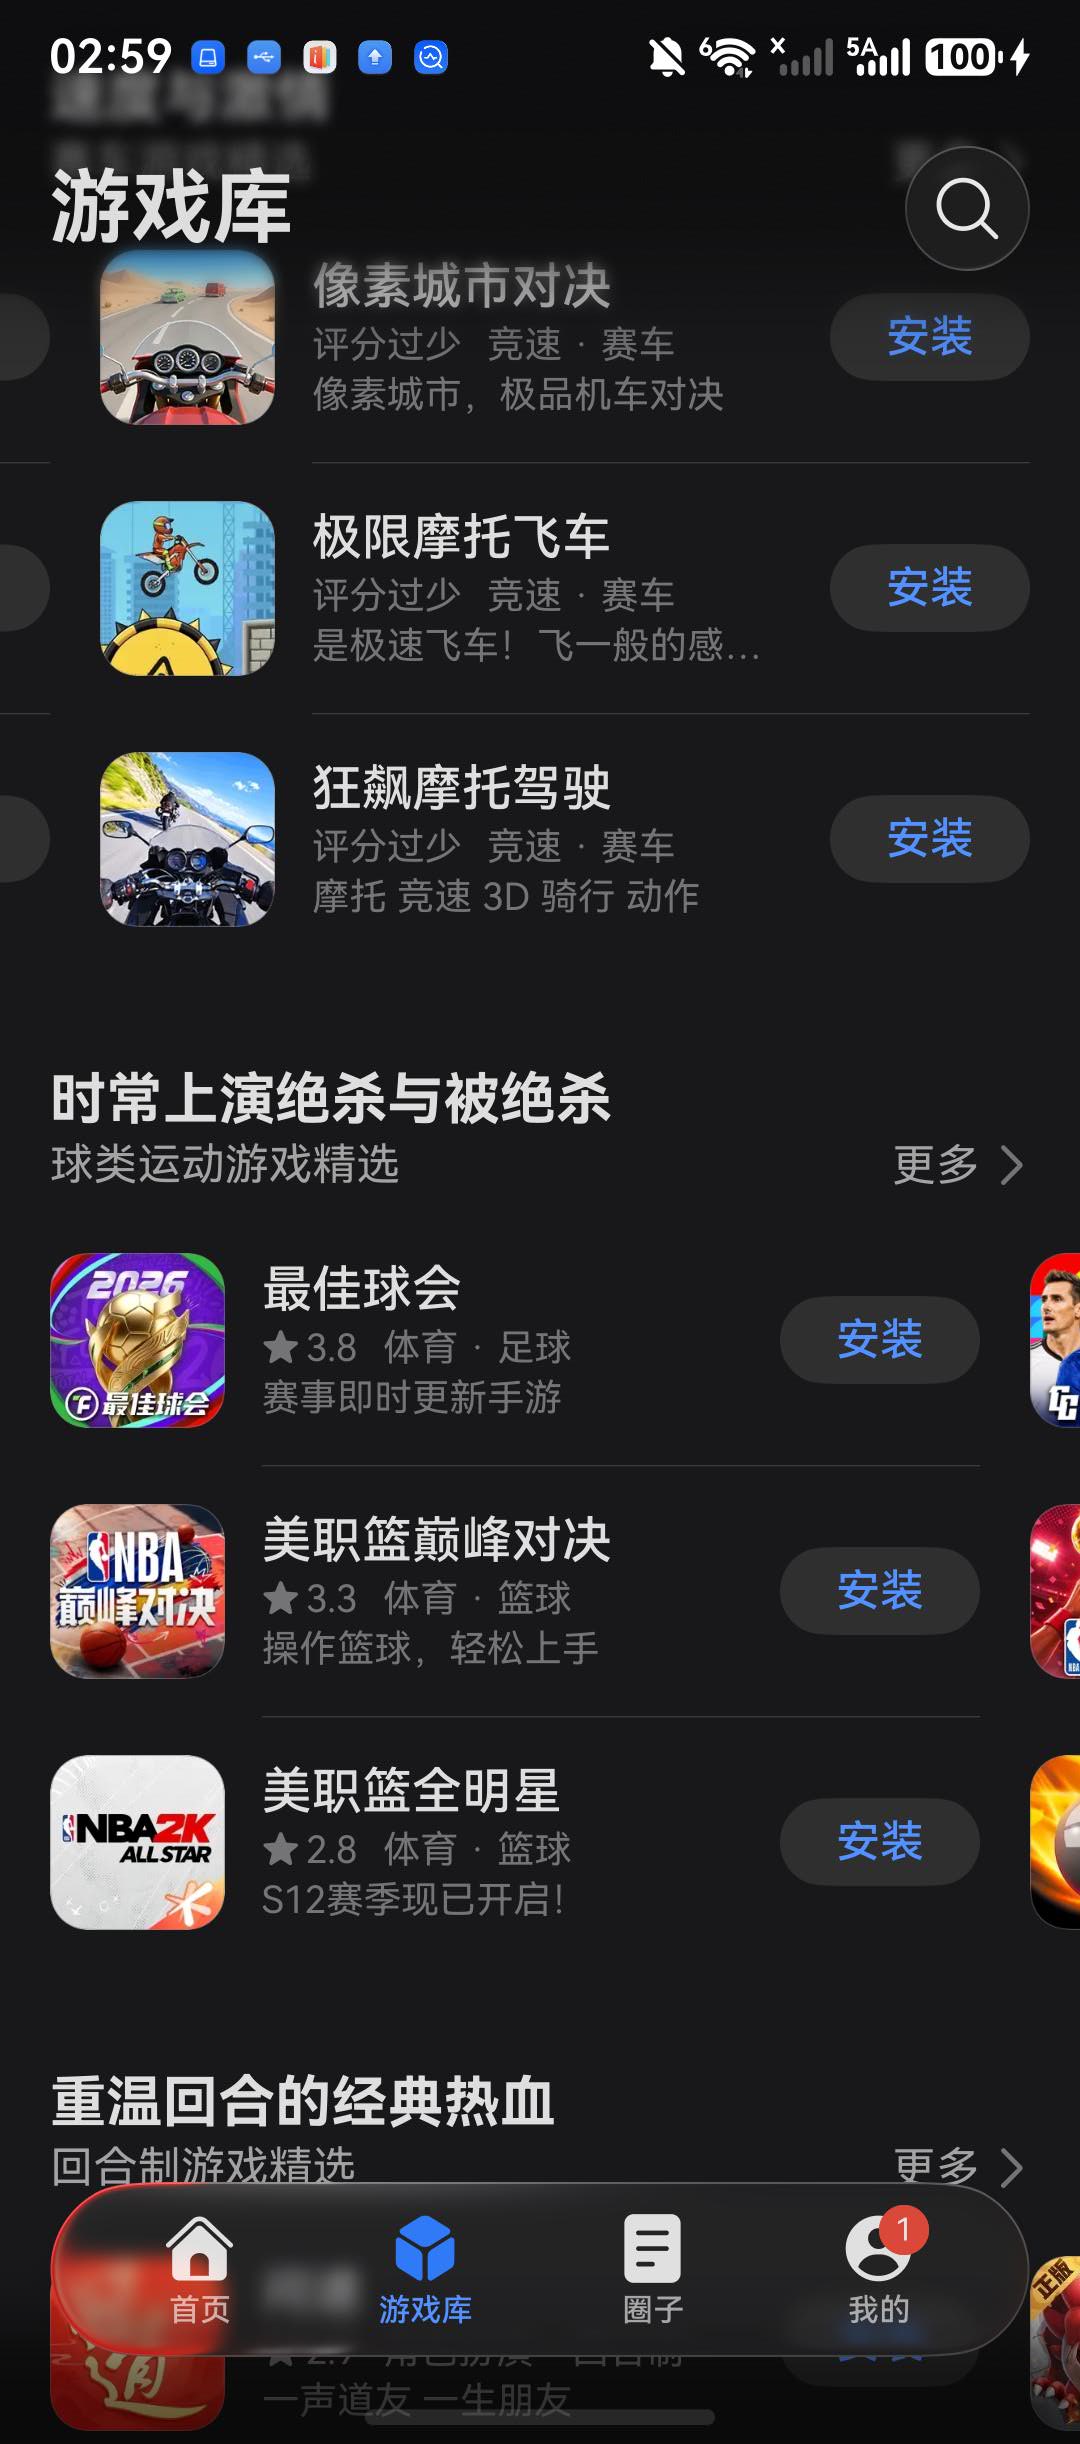 02:59
6
5A
100
速度与激情
游戏库
像素城市对决
评分过少 竞速 · 赛车
像素城市，极品机车对决
安装
极限摩托飞车
评分过少 竞速 · 赛车
是极速飞车！飞一般的感...
安装
狂飙摩托驾驶
评分过少 竞速 · 赛车
摩托 竞速 3D 骑行 动作
安装
时常上演绝杀与被绝杀
球类运动游戏精选
更多
2026
最佳球会
最佳球会
3.8 体育 · 足球
赛事即时更新手游
安装
NBA
巅峰对决
美职篮巅峰对决
3.3 体育 · 篮球
操作篮球，轻松上手
安装
NBA2K
ALL STAR
美职篮全明星
2.8 体育 · 篮球
S12赛季现已开启！
安装
重温回合的经典热血
回合制游戏精选
更多
正版
首页
游戏库
圈子
我的
1
一声道友 一生朋友